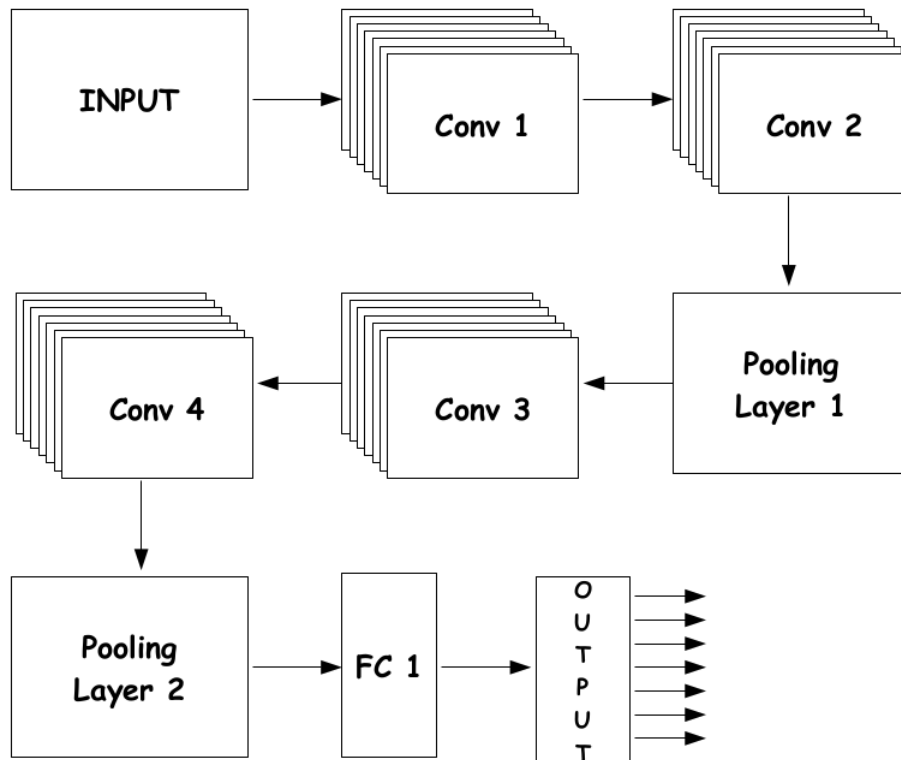 INPUT
Conv 1
Conv 2
Pooling
Layer 1
Conv 3
Conv 4
Pooling
Layer 2
FC 1
O
U
T
P
U
T